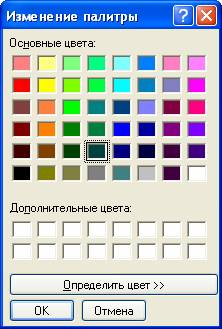 Изменение палитры
Основные цвета:
Дополнительные цвета:
Определить цвет >>
OK
Отмена